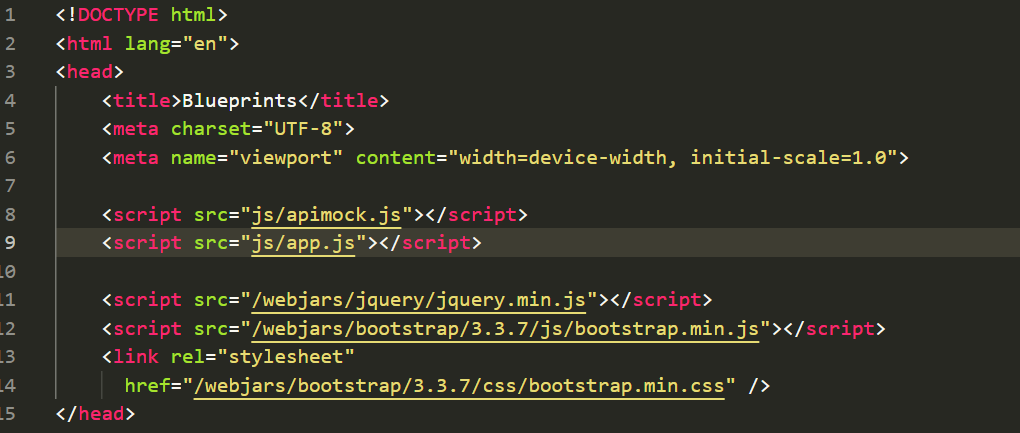 1 <!DOCTYPE html>
2 <html lang="en">
3 <head>
4 <title>Blueprints</title>
5 <meta charset="UTF-8">
6 <meta name="viewport" content="width=device-width, initial-scale=1.0">
7
8 <script src="js/apimock.js"></script>
9 <script src="js/app.js"></script>
10
11 <script src="/webjars/jquery/jquery.min.js"></script>
12 <script src="/webjars/bootstrap/3.3.7/js/bootstrap.min.js"></script>
13 <link rel="stylesheet"
14 href="/webjars/bootstrap/3.3.7/css/bootstrap.min.css" />
15 </head>